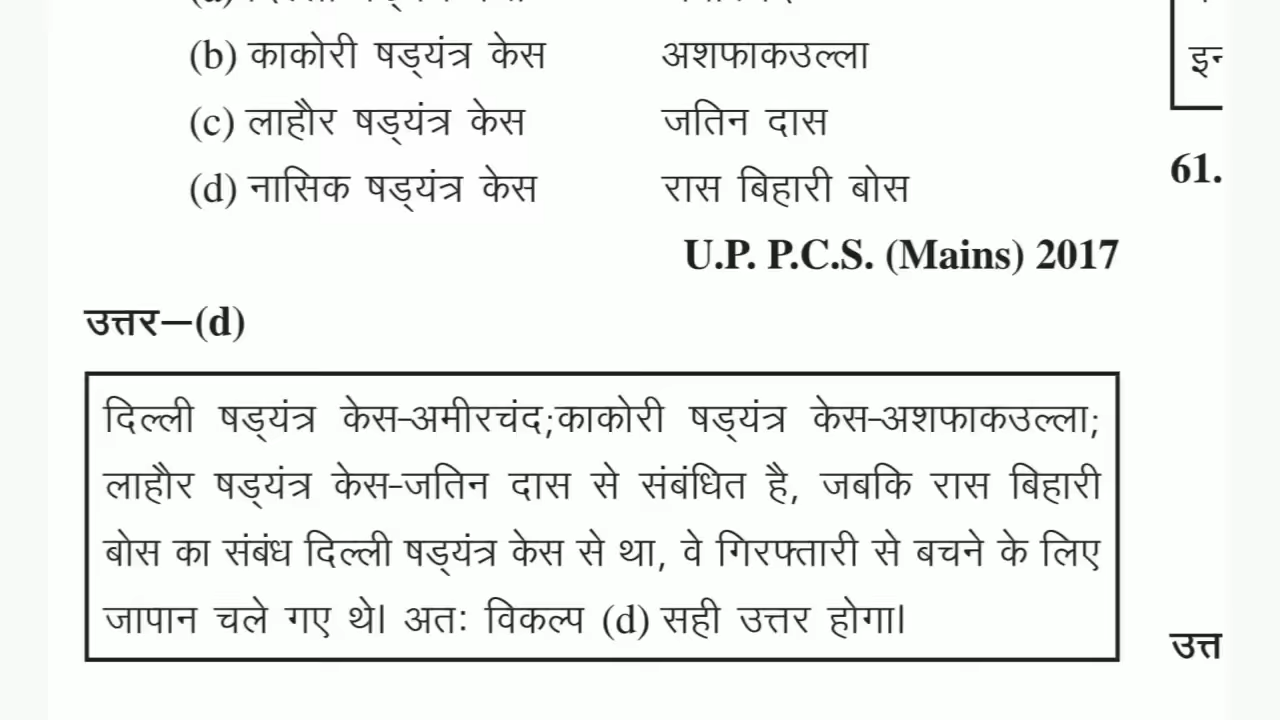 (b) काकोरी षड्यंत्र केस अशफाकउल्ला
(c) लाहौर षड्यंत्र केस जतिन दास
(d) नासिक षड्यंत्र केस रास बिहारी बोस
U.P. P.C.S. (Mains) 2017
उत्तर–(d)
दिल्ली षड्यंत्र केस-अमीरचंद;काकोरी षड्यंत्र केस-अशफाकउल्ला;
लाहौर षड्यंत्र केस-जतिन दास से संबंधित है, जबकि रास बिहारी
बोस का संबंध दिल्ली षड्यंत्र केस से था, वे गिरफ्तारी से बचने के लिए
जापान चले गए थे। अतः विकल्प (d) सही उत्तर होगा।
61.